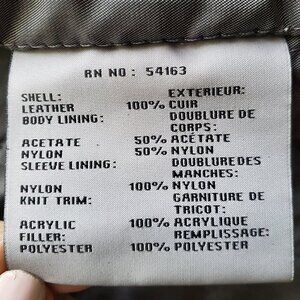 RN NO: 54163
SHELL: EXTERIEUR:
LEATHER 100% CUIR
BODY LINING: DOUBLURE DE
CORPS:
ACETATE 50% ACÉTATE
NYLON 50% NYLON
SLEEVE LINING: DOUBLURE DES
MANCHES:
NYLON 100% NYLON
KNIT TRIM: GARNITURE DE
TRICOT:
ACRYLIC 100% ACRYLIQUE
FILLER: REMPLISSAGE:
POLYESTER 100% POLYESTER